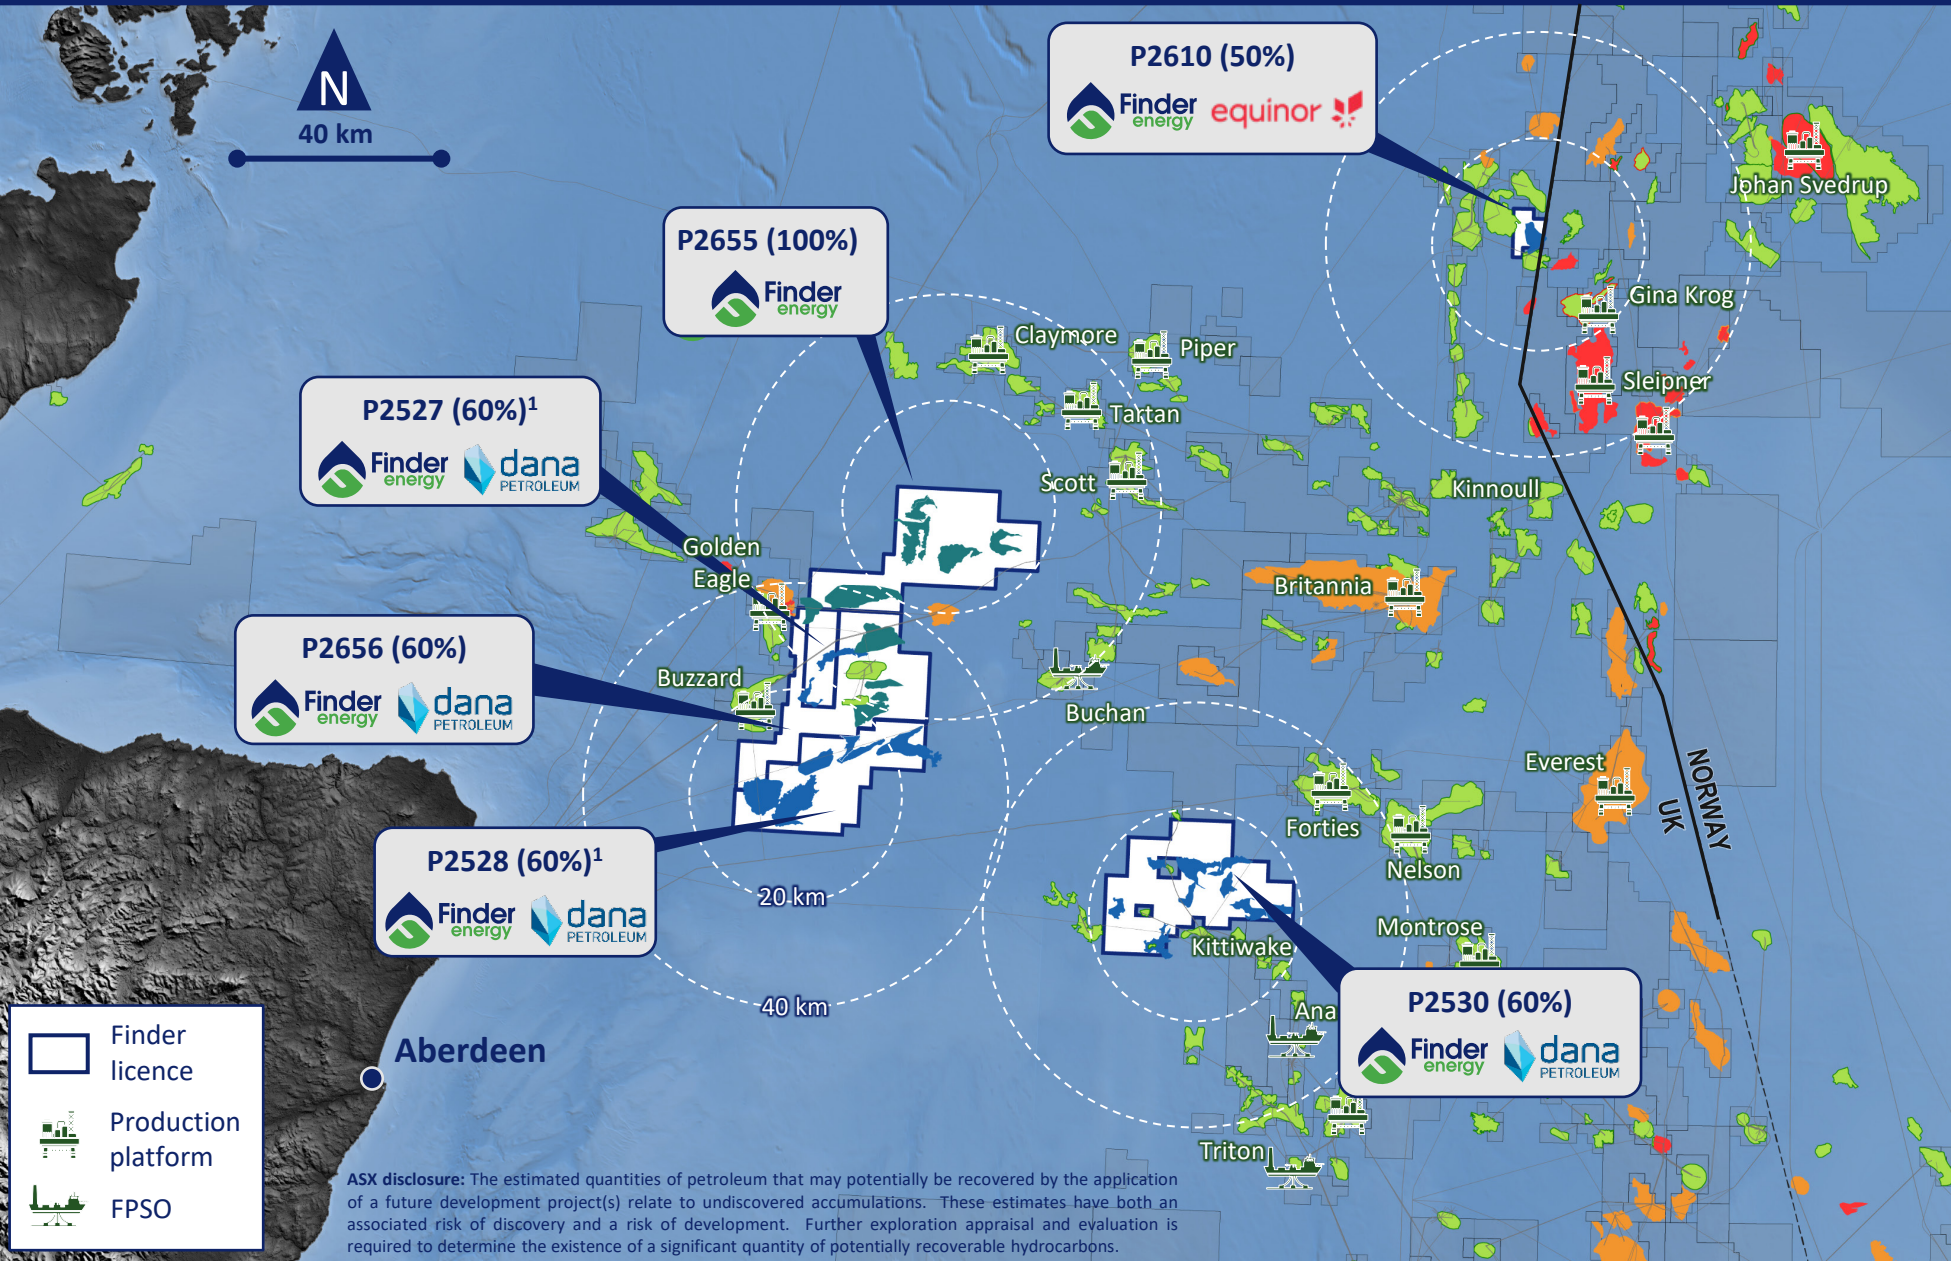 N
40 km
P2610 (50%)
Finder
energy
equinor
P2655 (100%)
Finder
energy
P2527 (60%)¹
Finder
energy
dana
PETROLEUM
P2656 (60%)
Finder
energy
dana
PETROLEUM
P2528 (60%)¹
Finder
energy
dana
PETROLEUM
P2530 (60%)
Finder
energy
dana
PETROLEUM
Johan Svedrup
Gina Krog
Sleipner
Claymore
Piper
Tartan
Scott
Kinnoull
Golden
Eagle
Britannia
Buzzard
Buchan
Everest
NORWAY
UK
Forties
Nelson
20 km
40 km
Kittiwake
Montrose
Ana
Triton
Aberdeen
Finder
licence
Production
platform
FPSO
ASX disclosure: The estimated quantities of petroleum that may potentially be recovered by the application
of a future development project(s) relate to undiscovered accumulations. These estimates have both an
associated risk of discovery and a risk of development. Further exploration appraisal and evaluation is
required to determine the existence of a significant quantity of potentially recoverable hydrocarbons.